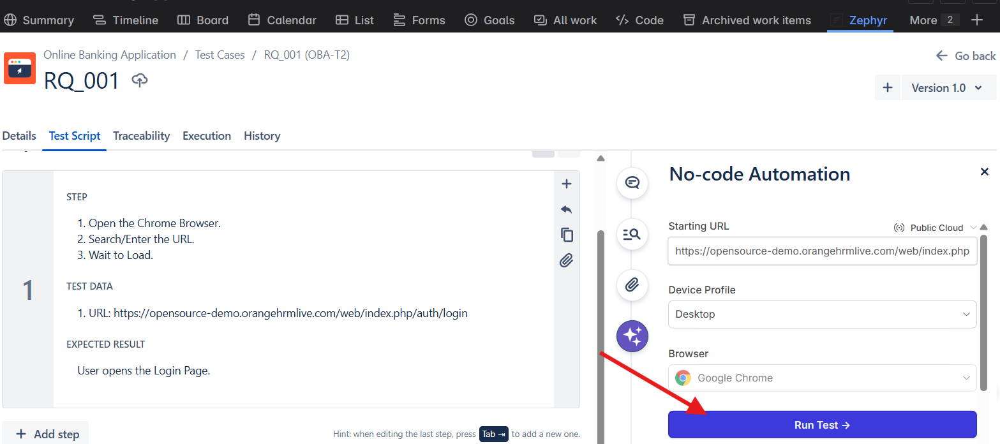 Summary Timeline Board Calendar List Forms Goals All work Code Archived work items Zephyr More 2
Online Banking Application / Test Cases / RQ_001 (OBA-T2)
Go back
RQ_001
Version 1.0
Details Test Script Traceability Execution History
1
STEP
1. Open the Chrome Browser.
2. Search/Enter the URL.
3. Wait to Load.
TEST DATA
1. URL: https://opensource-demo.orangehrmlive.com/web/index.php/auth/login
EXPECTED RESULT
User opens the Login Page.
+ Add step
Hint: when editing the last step, press Tab ⇥ to add a new one.
No-code Automation
Starting URL
Public Cloud
https://opensource-demo.orangehrmlive.com/web/index.php
Device Profile
Desktop
Browser
Google Chrome
Run Test →